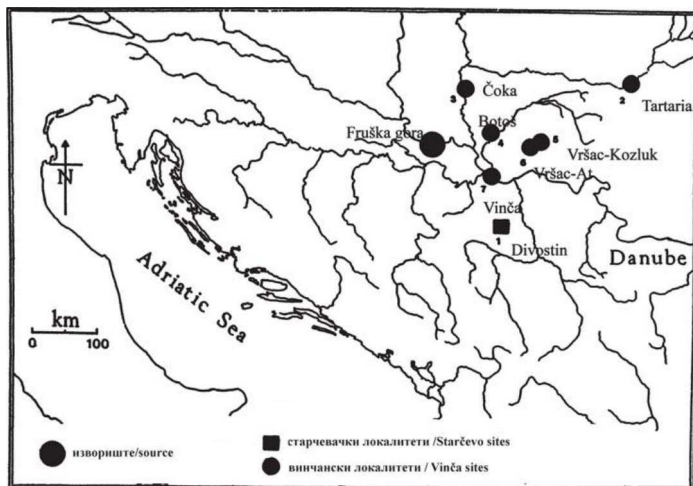 Čoka
3
2
Tartaria
Botoš
4
Fruška gora
5
6
Vršac-Kozluk
Vršac-At
7
N
Vinča
1
Divostin
Danube
Adriatic Sea
km
0 100
извориште/source
старчевачки локалитети /Starčevo sites
винчански локалитети / Vinča sites